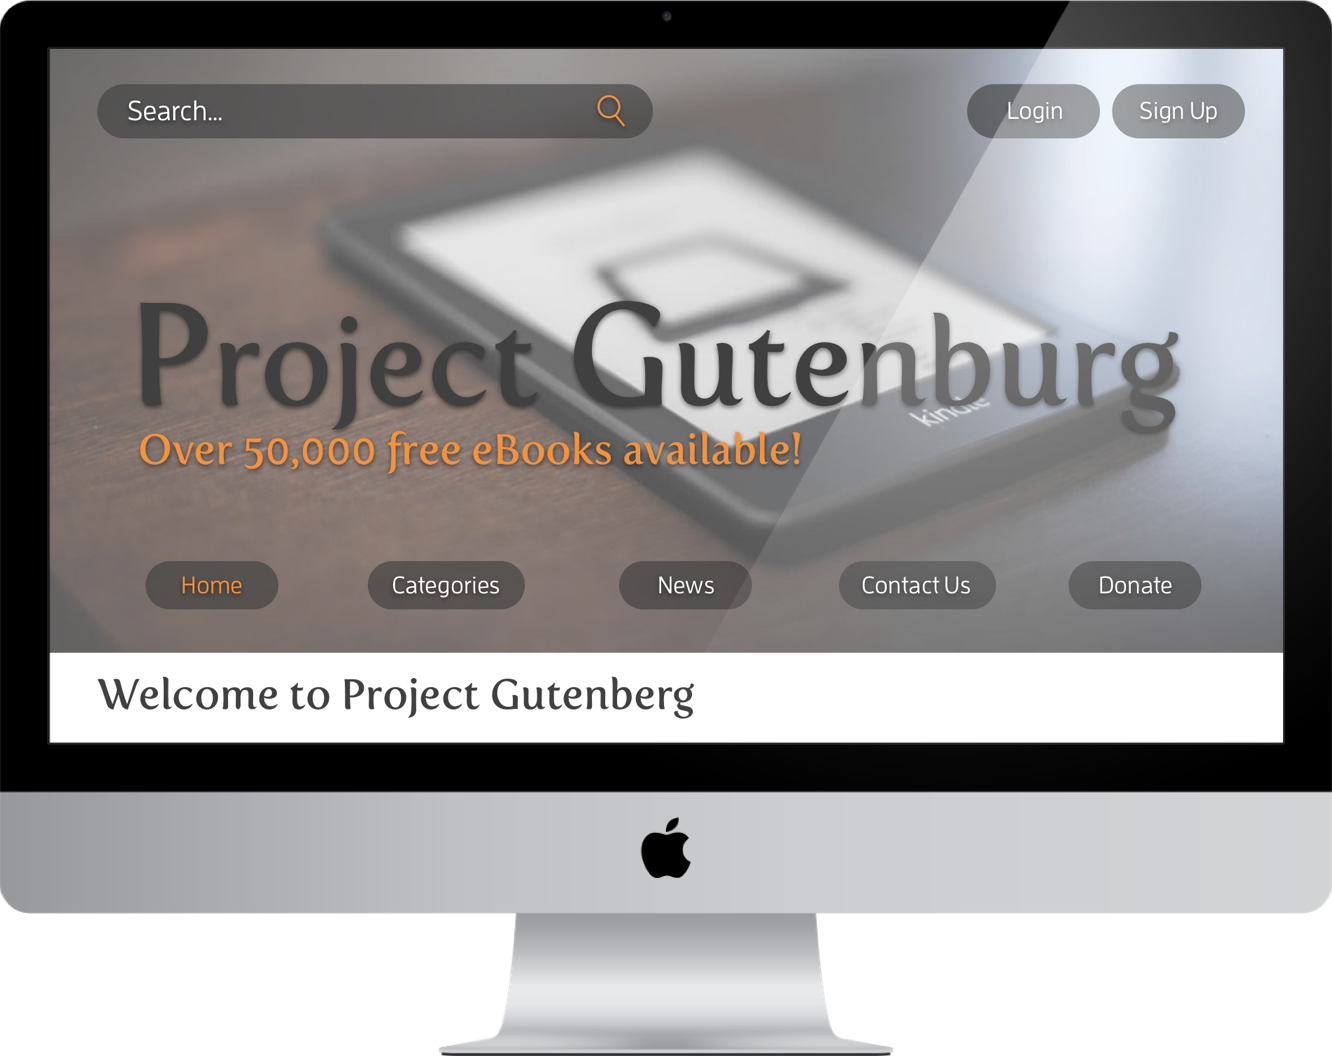 Search...
Login
Sign Up
Project Gutenburg
kindle
Over 50,000 free eBooks available!
Home
Categories
News
Contact Us
Donate
Welcome to Project Gutenberg